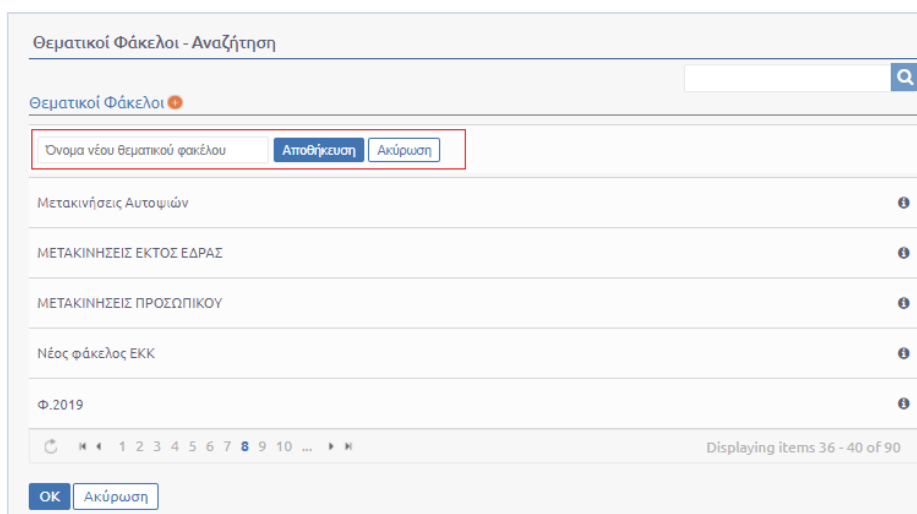 Θεματικοί Φάκελοι - Αναζήτηση
Θεματικοί Φάκελοι
Όνομα νέου θεματικού φακέλου Αποθήκευση Ακύρωση
Μετακινήσεις Αυτοψιών
ΜΕΤΑΚΙΝΗΣΕΙΣ ΕΚΤΟΣ ΕΔΡΑΣ
ΜΕΤΑΚΙΝΗΣΕΙΣ ΠΡΟΣΩΠΙΚΟΥ
Νέος φάκελος ΕΚΚ
Φ.2019
1 2 3 4 5 6 7 8 9 10 ... Displaying items 36 - 40 of 90
OK Ακύρωση